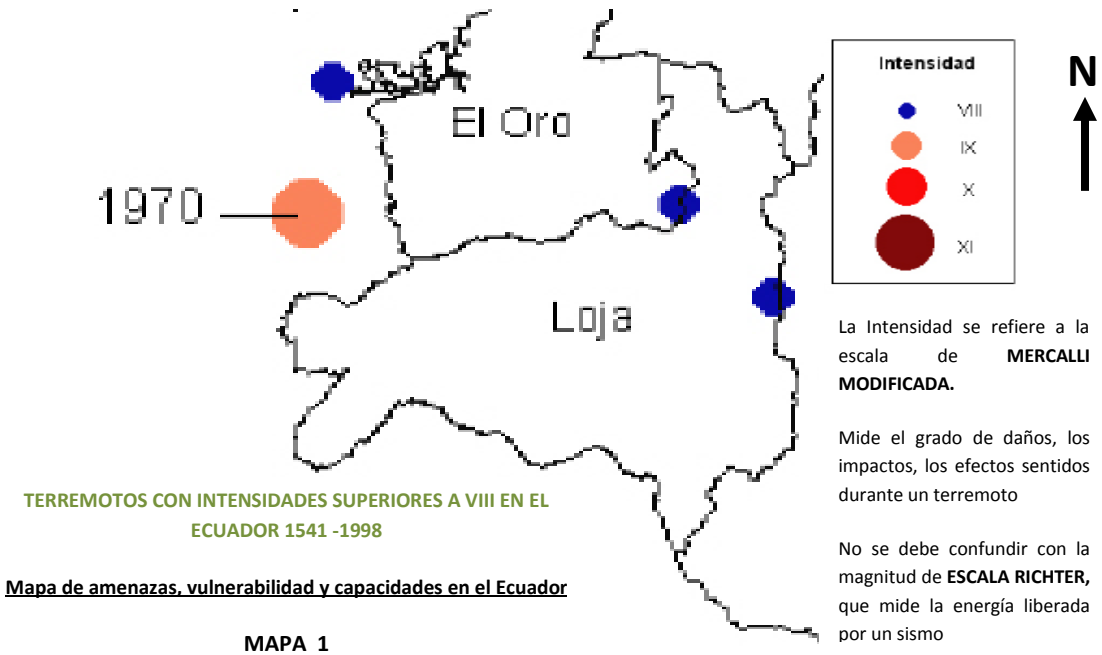 Intensidad
VIII
IX
X
XI
N
El Oro
1970
Loja
La Intensidad se refiere a la
escala de MERCALLI
MODIFICADA.
Mide el grado de daños, los
impactos, los efectos sentidos
durante un terremoto
No se debe confundir con la
magnitud de ESCALA RICHTER,
que mide la energía liberada
por un sismo
TERREMOTOS CON INTENSIDADES SUPERIORES A VIII EN EL
ECUADOR 1541 -1998
Mapa de amenazas, vulnerabilidad y capacidades en el Ecuador
MAPA 1